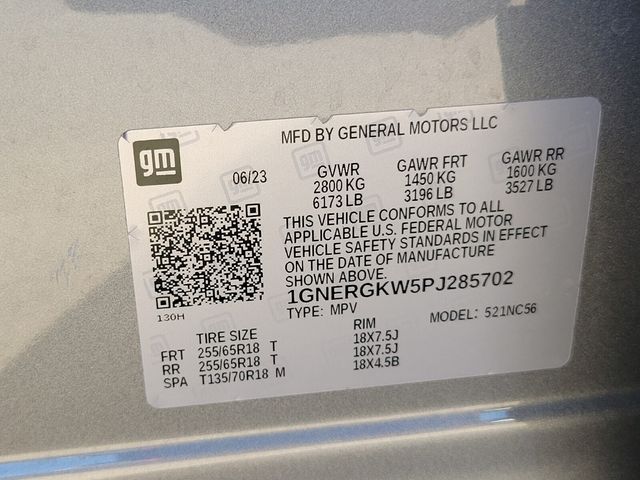 MFD BY GENERAL MOTORS LLC
gm
06/23 GVWR GAWR FRT GAWR RR
2800 KG 1450 KG 1600 KG
6173 LB 3196 LB 3527 LB
THIS VEHICLE CONFORMS TO ALL
APPLICABLE U.S. FEDERAL MOTOR
VEHICLE SAFETY STANDARDS IN EFFECT
ON THE DATE OF MANUFACTURE
SHOWN ABOVE.
1GNERGKW5PJ285702
TYPE: MPV MODEL: 521NC56
130H
TIRE SIZE RIM
FRT 255/65R18 T 18X7.5J
RR 255/65R18 T 18X7.5J
SPA T135/70R18 M 18X4.5B